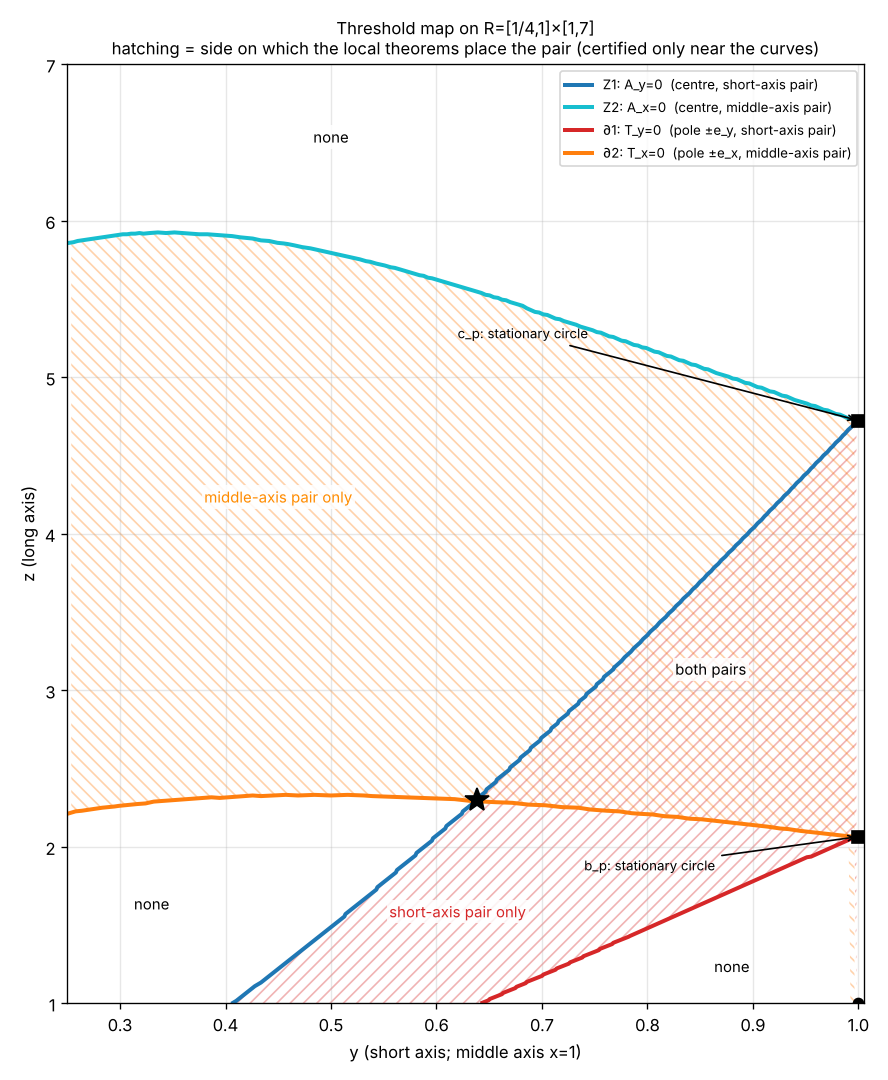 Threshold map on R=[1/4,1]×[1,7]
hatching = side on which the local theorems place the pair (certified only near the curves)
Z1: A_y=0 (centre, short-axis pair)
Z2: A_x=0 (centre, middle-axis pair)
∂1: T_y=0 (pole ±e_y, short-axis pair)
∂2: T_x=0 (pole ±e_x, middle-axis pair)
none
c_p: stationary circle
middle-axis pair only
both pairs
b_p: stationary circle
none
short-axis pair only
none
7
6
5
4
3
2
1
z (long axis)
0.3 0.4 0.5 0.6 0.7 0.8 0.9 1.0
y (short axis; middle axis x=1)